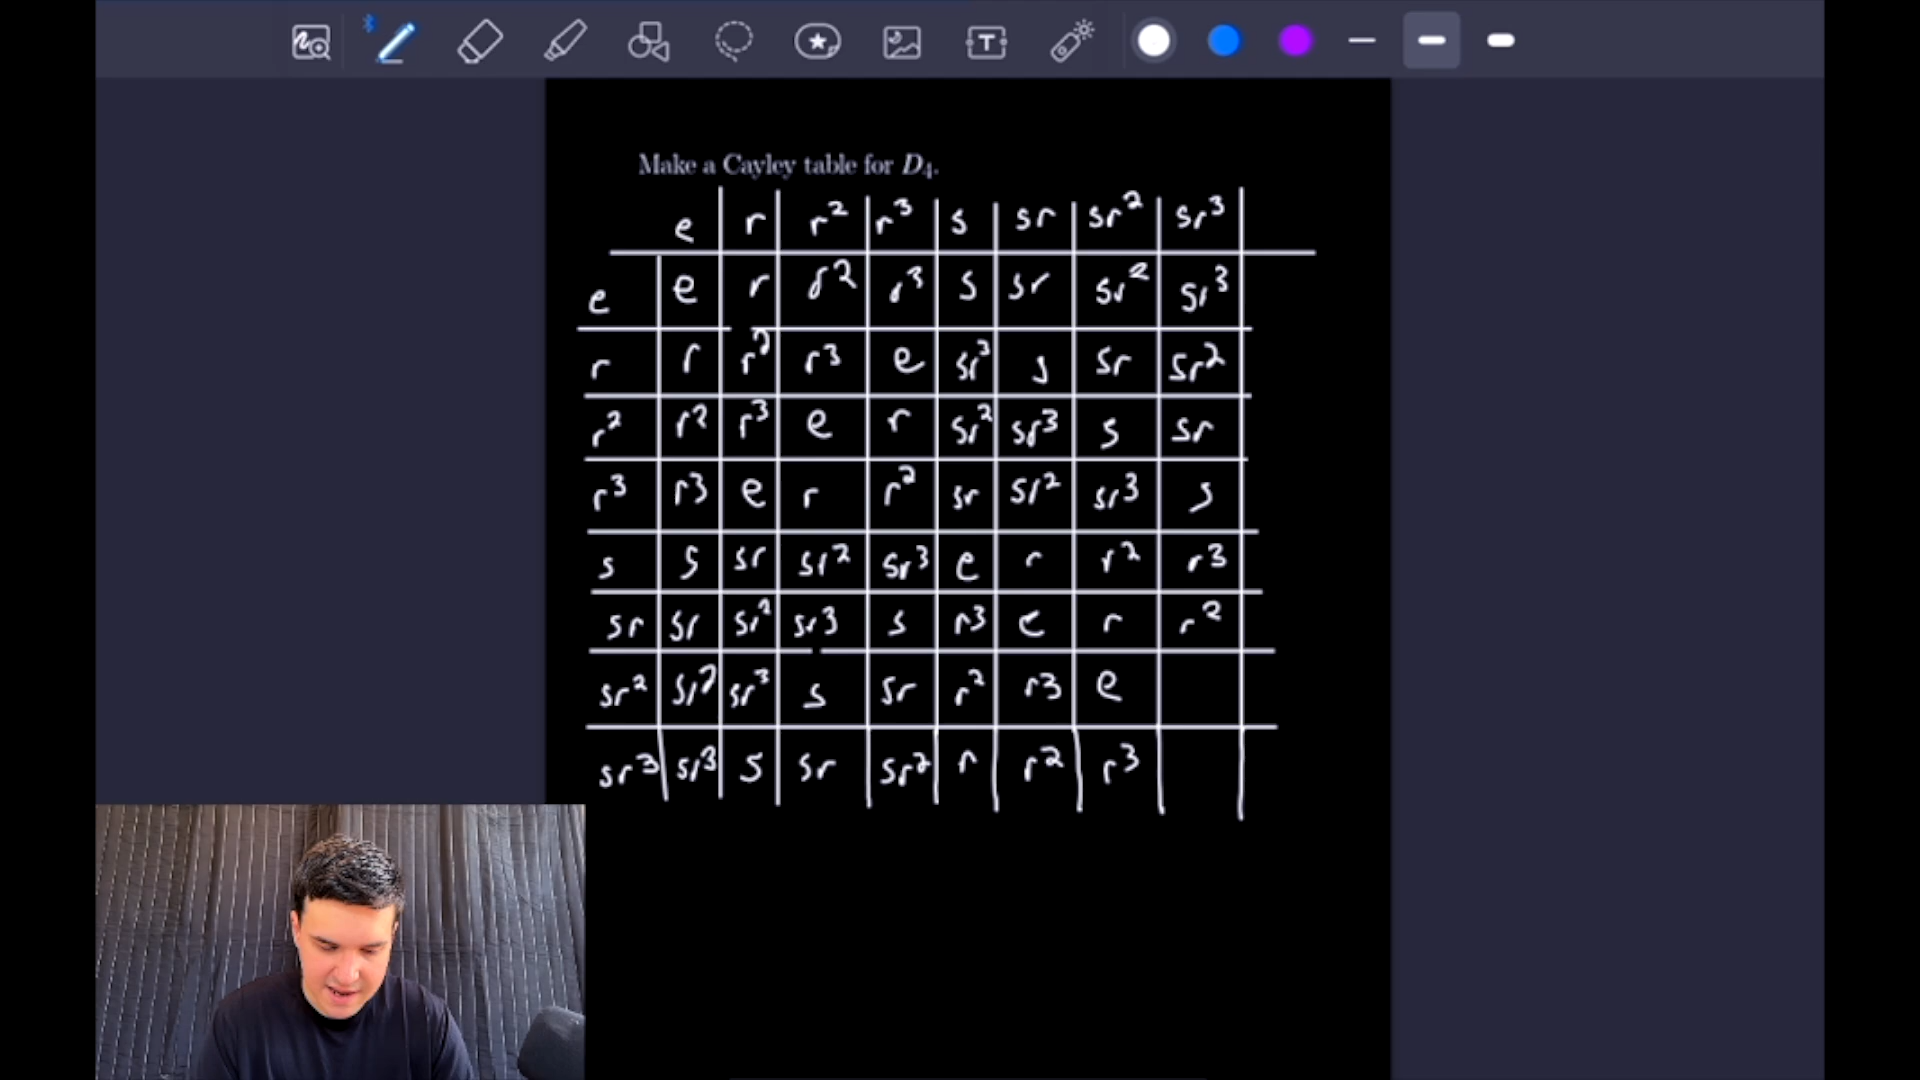 Make a Cayley table for D₄.
e r r² r³ s sr sr² sr³
e e r r² r³ s sr sr² sr³
r r r² r³ e sr³ s sr sr²
r² r² r³ e r sr² sr³ s sr
r³ r³ e r r² sr sr² sr³ s
s s sr sr² sr³ e r r² r³
sr sr sr² sr³ s r³ e r r²
sr² sr² sr³ s sr r² r³ e
sr³ sr³ s sr sr² r r² r³